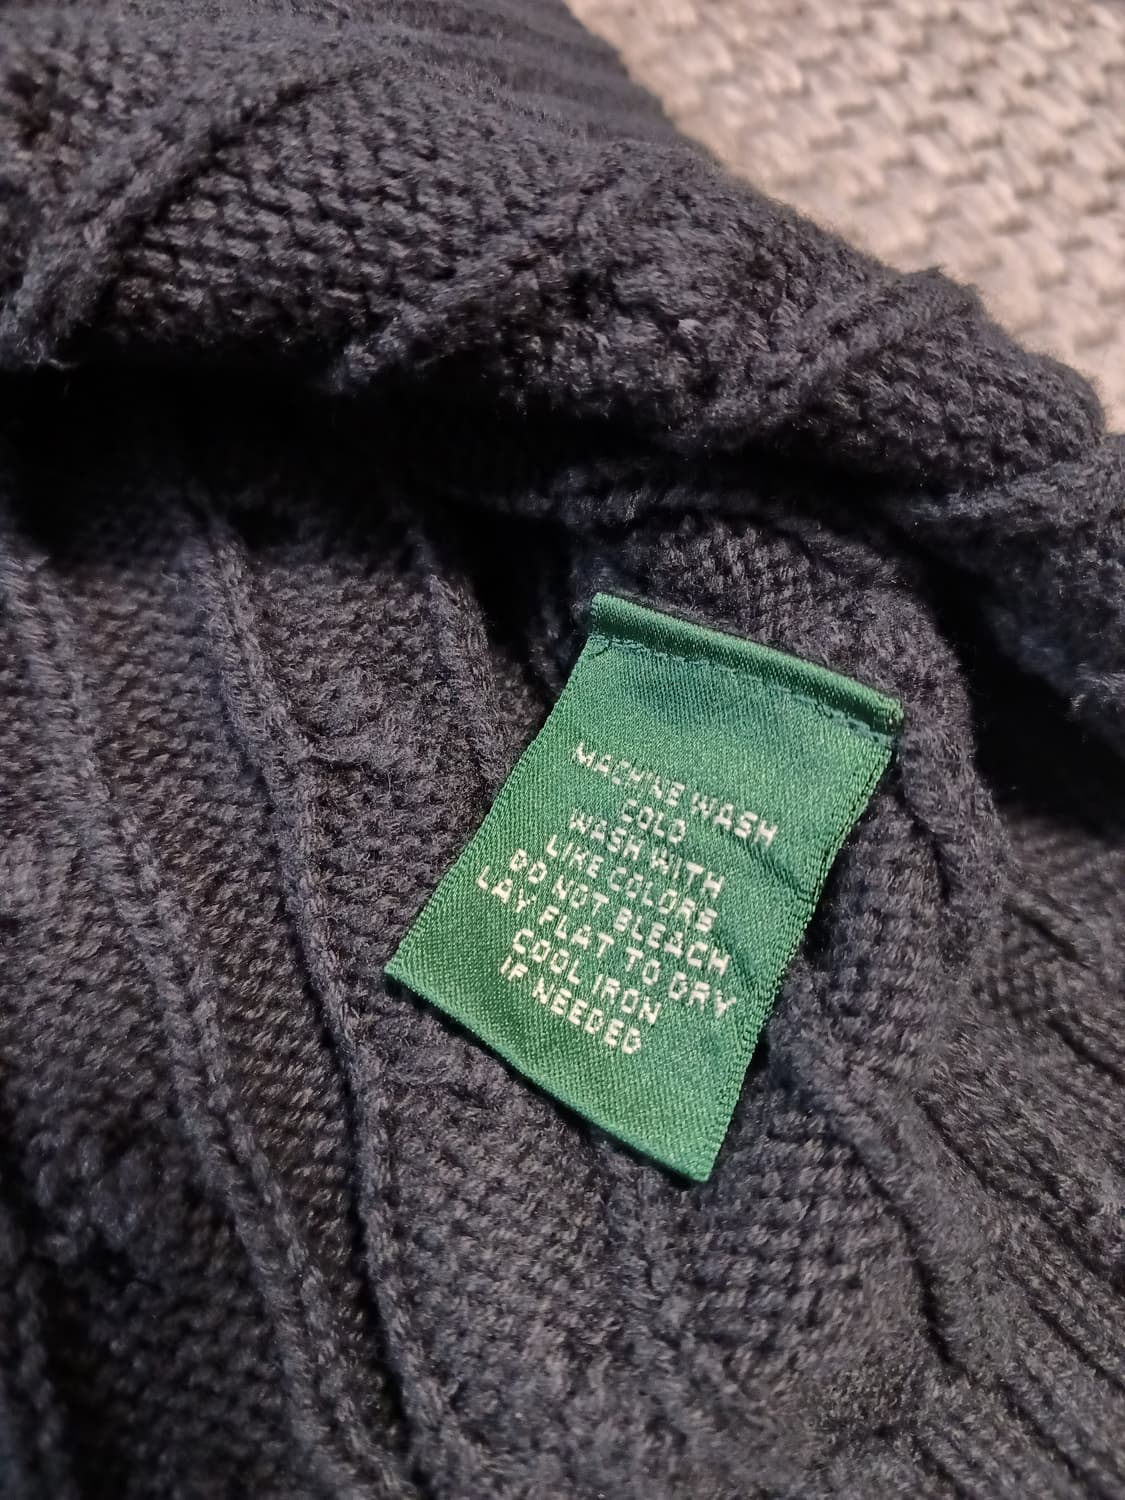 MACHINE WASH
COLD
WASH WITH
LIKE COLORS
DO NOT BLEACH
LAY FLAT TO DRY
COOL IRON
IF NEEDED